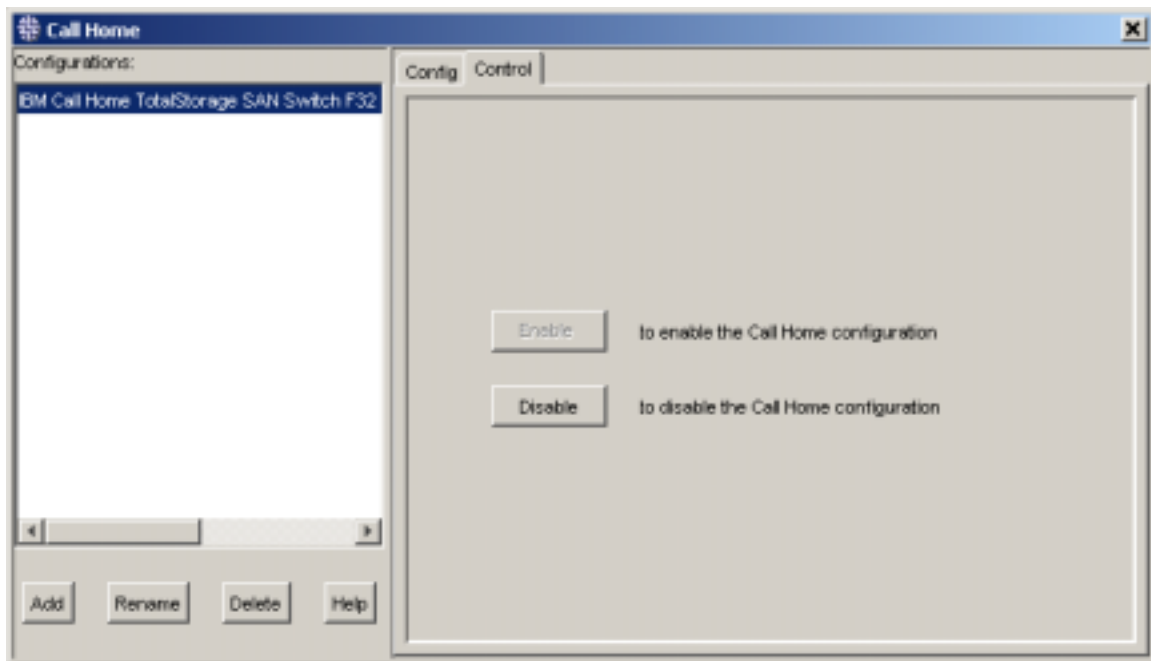 Call Home
Configurations:
IBM Call Home TotalStorage SAN Switch F32
Config Control
Enable to enable the Call Home configuration
Disable to disable the Call Home configuration
Add Rename Delete Help